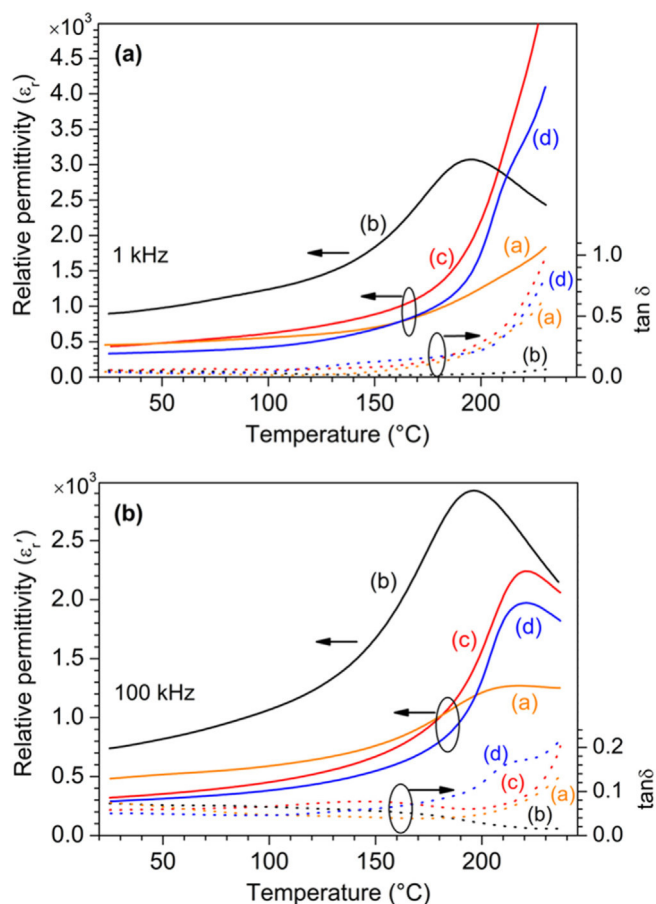 ×10³
(a)
4.5
4.0
3.5
3.0
2.5
2.0
1.5
1.0
0.5
0.0
Relative permittivity (εr)
(d)
(b)
(c)
(a)
1 kHz
1.0
0.5
0.0
tan δ
(d)
(a)
(b)
50 100 150 200
Temperature (°C)
×10³
(b)
2.5
2.0
1.5
1.0
0.5
0.0
Relative permittivity (εr′)
(b)
(c)
(d)
(a)
100 kHz
0.2
0.1
0.0
tanδ
(d)
(c)
(a)
(b)
50 100 150 200
Temperature (°C)